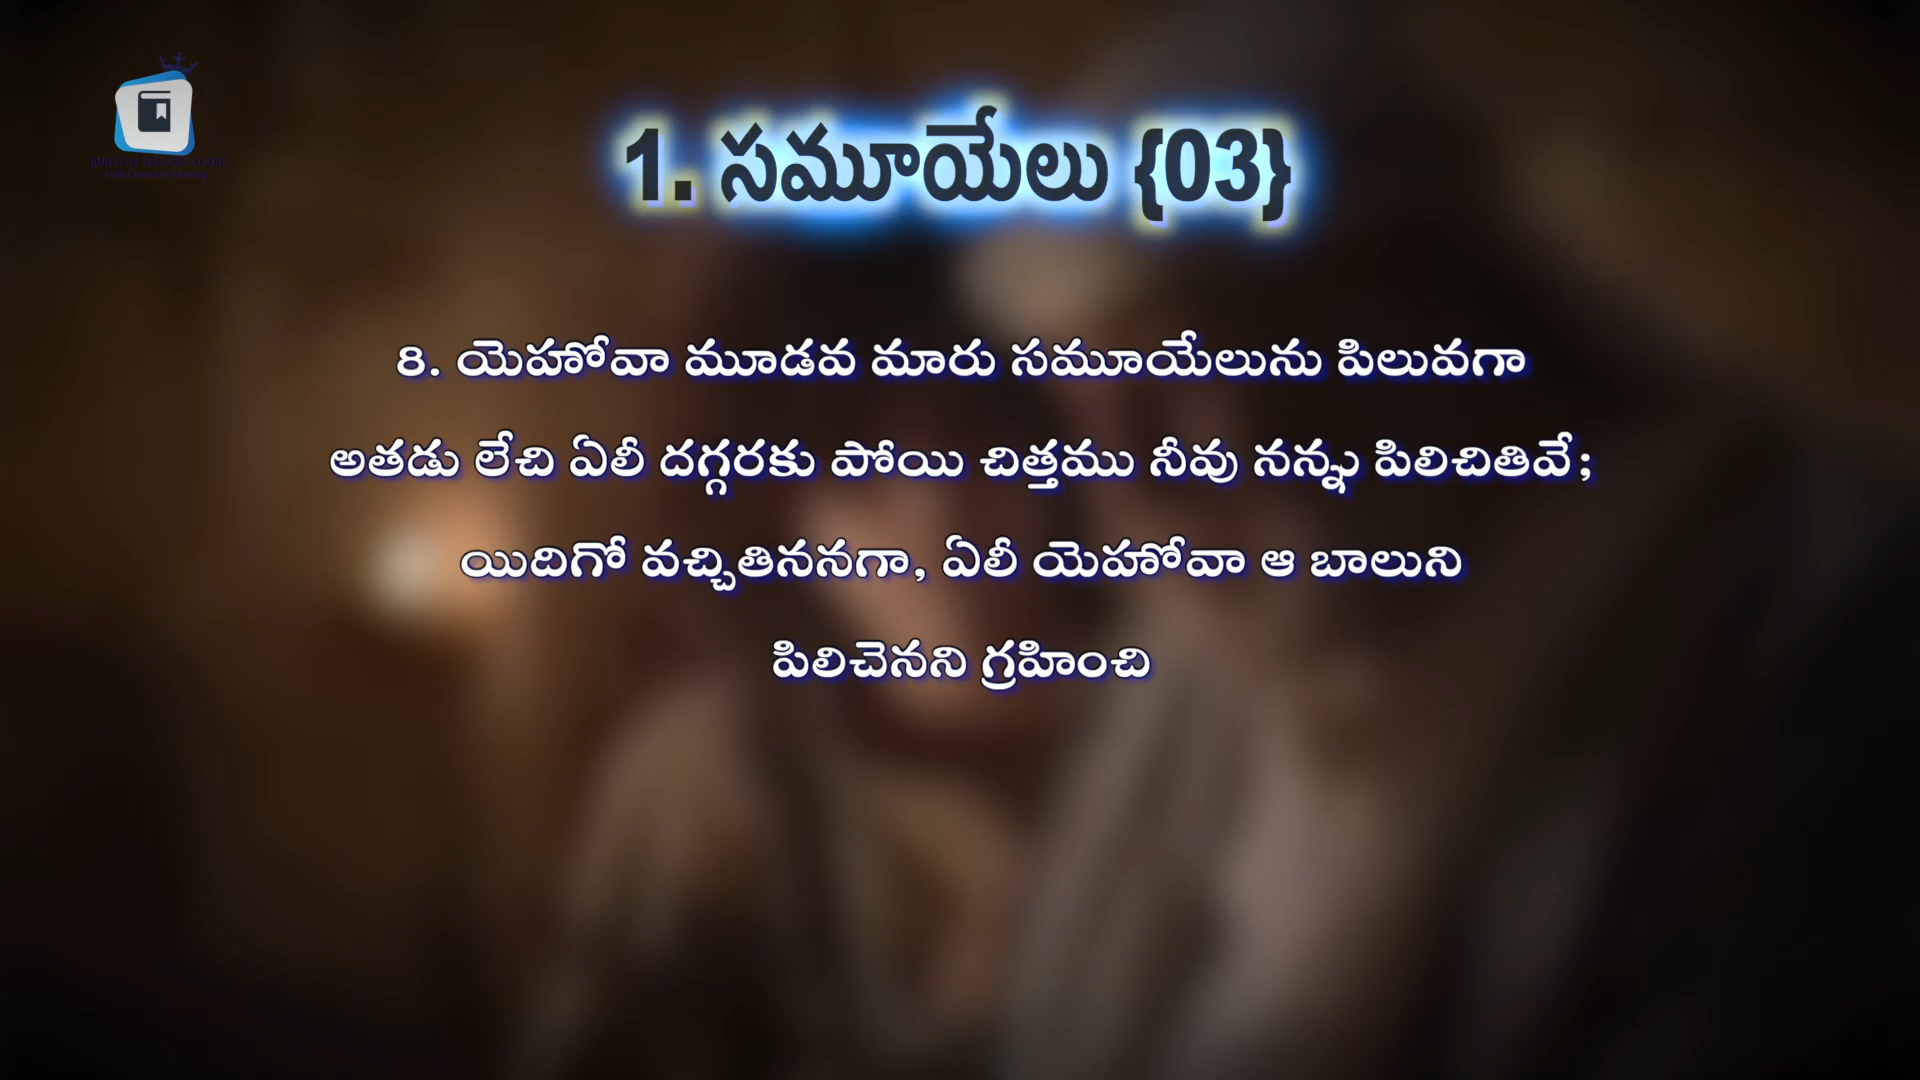 1. సమూయేలు {03}
8. యెహోవా మూడవ మారు సమూయేలును పిలువగా
అతడు లేచి ఏలీ దగ్గరకు పోయి చిత్తము నీవు నన్ను పిలిచితివే;
యిదిగో వచ్చితిననగా, ఏలీ యెహోవా ఆ బాలుని
పిలిచెనని గ్రహించి